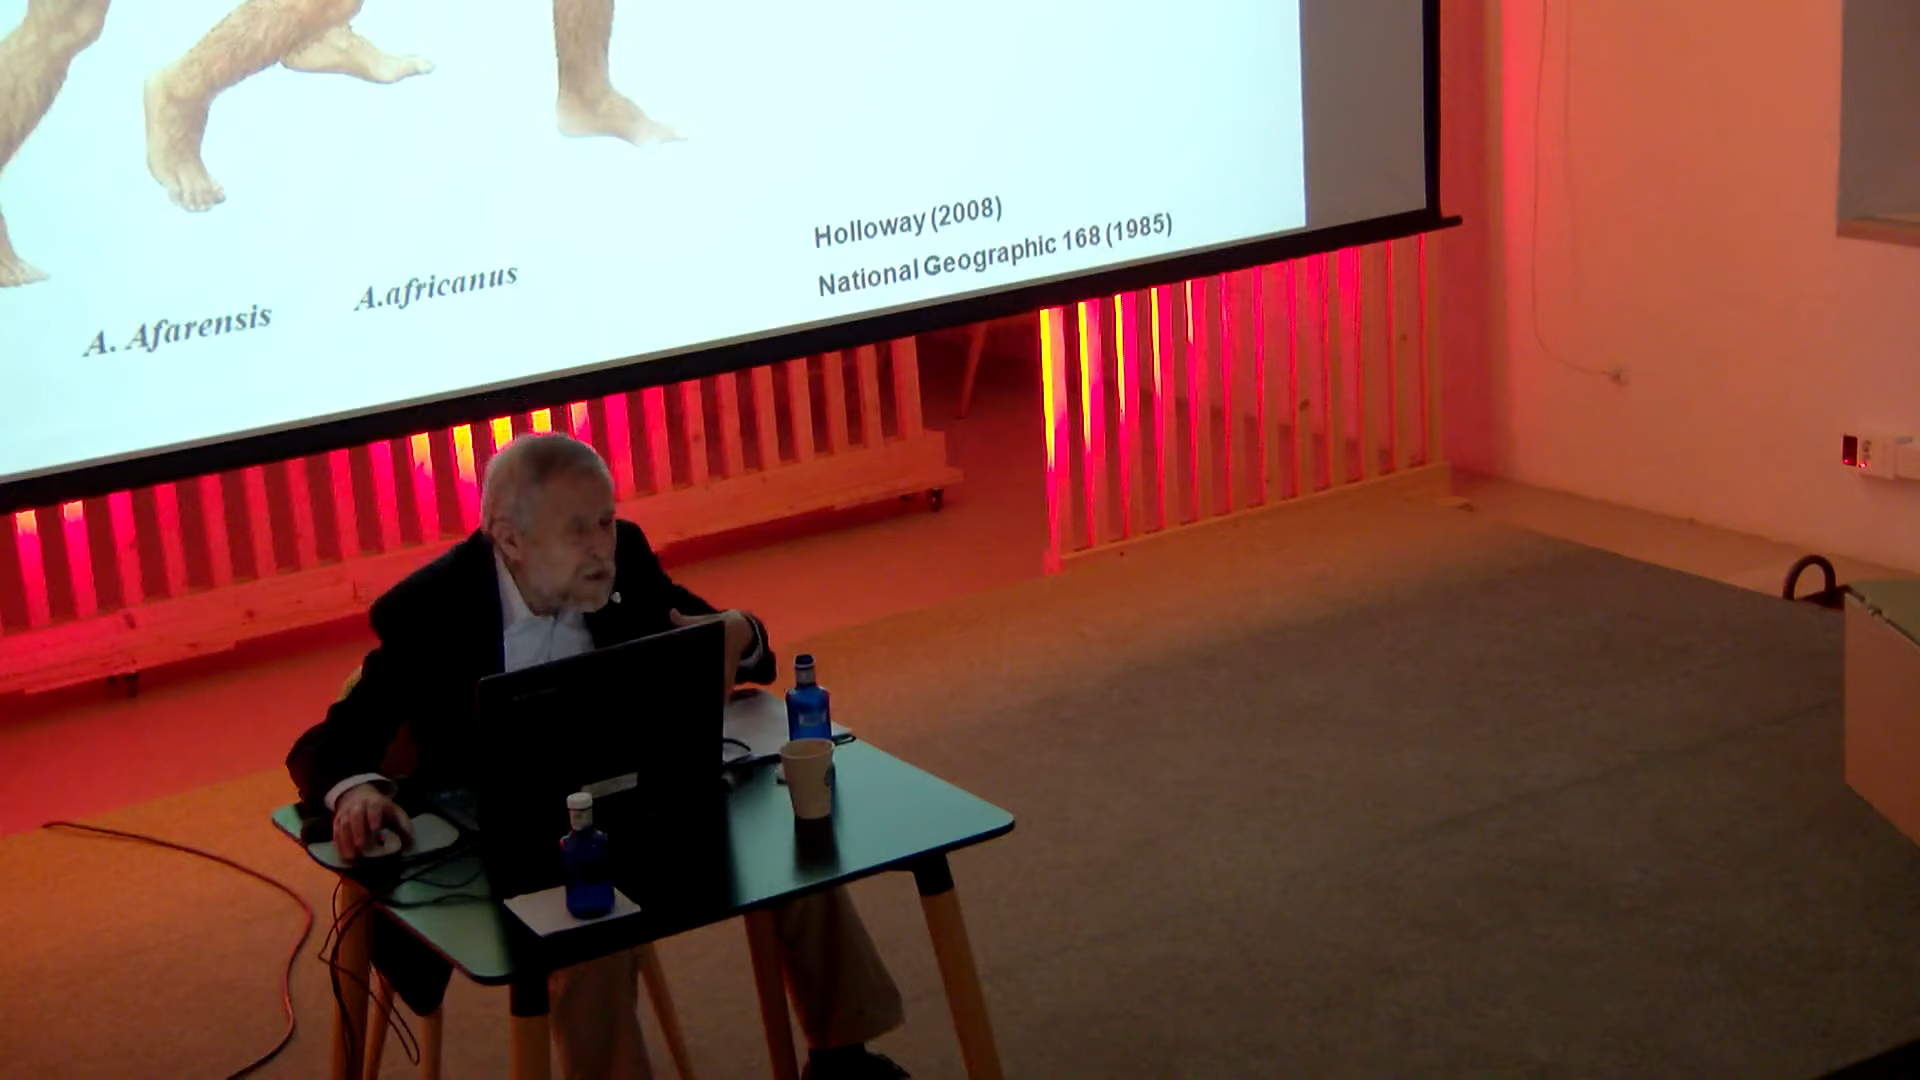 A. Afarensis
A.africanus
Holloway (2008)
National Geographic 168 (1985)